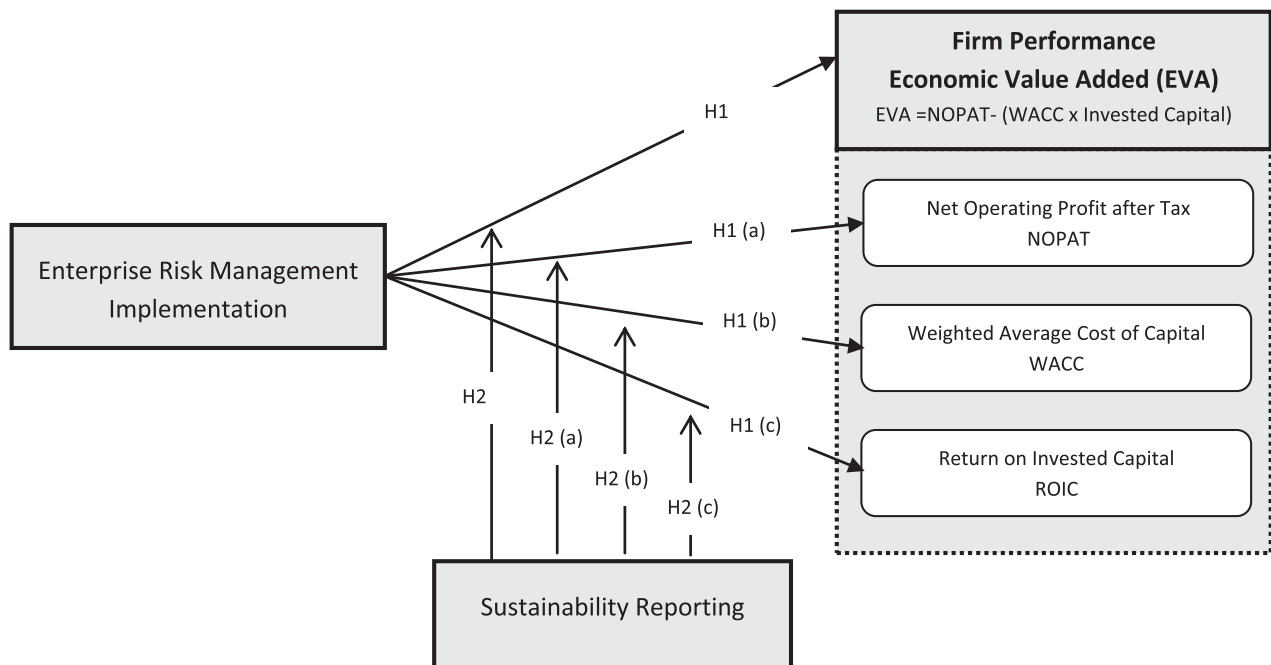 Firm Performance
Economic Value Added (EVA)
EVA =NOPAT- (WACC x Invested Capital)
H1
Net Operating Profit after Tax
NOPAT
H1 (a)
Enterprise Risk Management
Implementation
H1 (b)
Weighted Average Cost of Capital
WACC
H2
H1 (c)
H2 (a)
Return on Invested Capital
ROIC
H2 (b)
H2 (c)
Sustainability Reporting